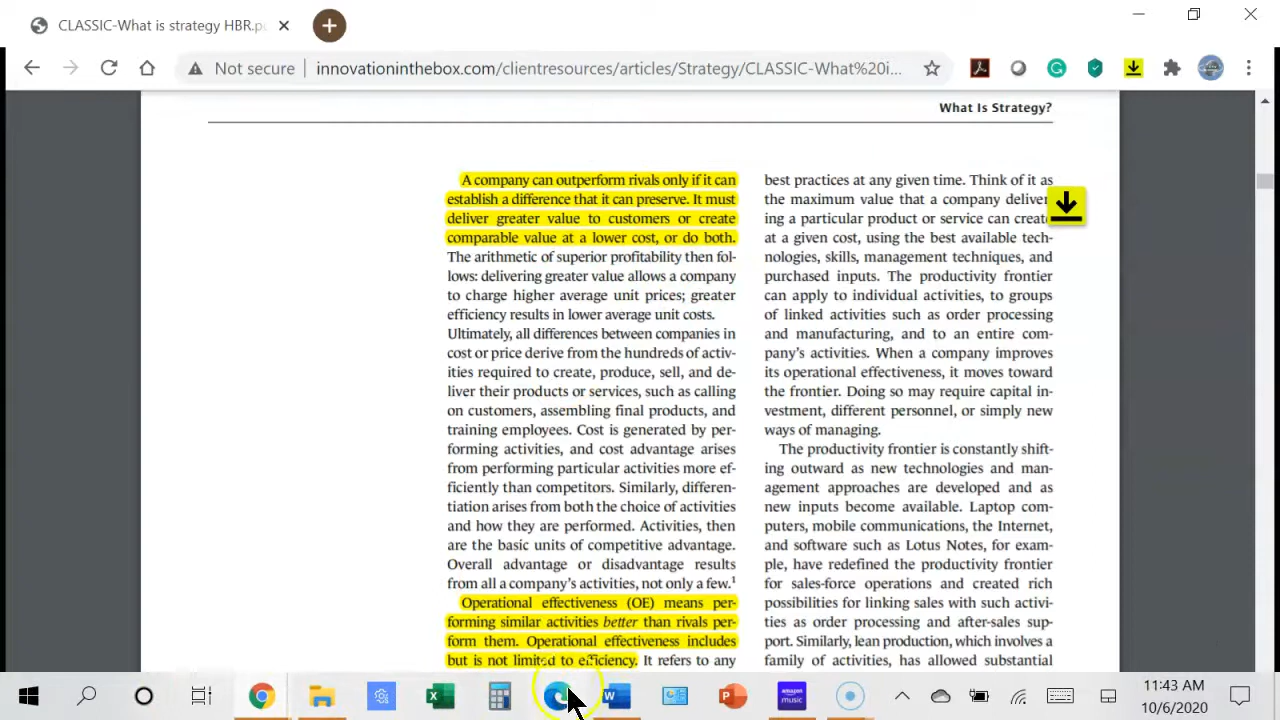 CLASSIC-What is strategy HBR.p
Not secure
innovationinthebox.com/clientresources/articles/Strategy/CLASSIC-What%20i...
What Is Strategy?
A company can outperform rivals only if it can
establish a difference that it can preserve. It must
deliver greater value to customers or create
comparable value at a lower cost, or do both.
The arithmetic of superior profitability then fol-
lows: delivering greater value allows a company
to charge higher average unit prices; greater
efficiency results in lower average unit costs.
Ultimately, all differences between companies in
cost or price derive from the hundreds of activ-
ities required to create, produce, sell, and de-
liver their products or services, such as calling
on customers, assembling final products, and
training employees. Cost is generated by per-
forming activities, and cost advantage arises
from performing particular activities more ef-
ficiently than competitors. Similarly, differen-
tiation arises from both the choice of activities
and how they are performed. Activities, then
are the basic units of competitive advantage.
Overall advantage or disadvantage results
from all a company's activities, not only a few.1
Operational effectiveness (OE) means per-
forming similar activities better than rivals per-
form them. Operational effectiveness includes
but is not limited to efficiency. It refers to any
best practices at any given time. Think of it as
the maximum value that a company deliver-
ing a particular product or service can create
at a given cost, using the best available tech-
nologies, skills, management techniques, and
purchased inputs. The productivity frontier
can apply to individual activities, to groups
of linked activities such as order processing
and manufacturing, and to an entire com-
pany's activities. When a company improves
its operational effectiveness, it moves toward
the frontier. Doing so may require capital in-
vestment, different personnel, or simply new
ways of managing.
The productivity frontier is constantly shift-
ing outward as new technologies and man-
agement approaches are developed and as
new inputs become available. Laptop com-
puters, mobile communications, the Internet,
and software such as Lotus Notes, for exam-
ple, have redefined the productivity frontier
for sales-force operations and created rich
possibilities for linking sales with such activi-
ties as order processing and after-sales sup-
port. Similarly, lean production, which involves a
family of activities, has allowed substantial
amazon
music
11:43 AM
10/6/2020